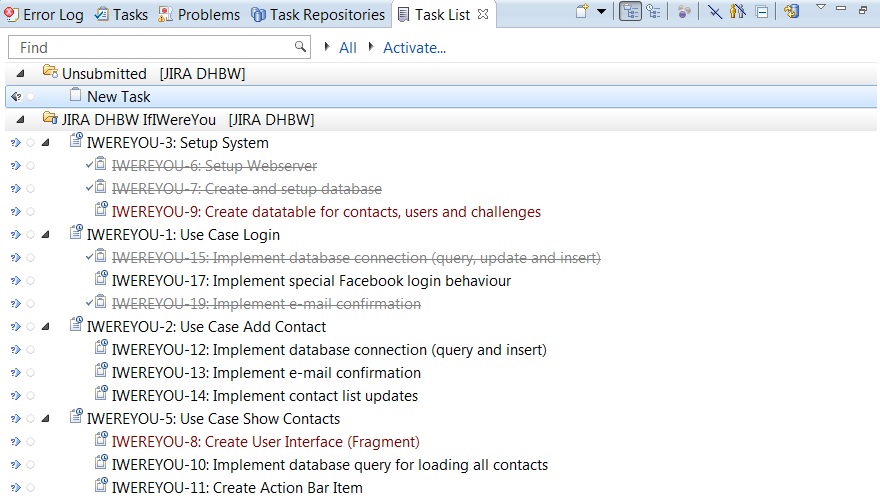 Error Log Tasks Problems Task Repositories Task List
Find All Activate...
Unsubmitted [JIRA DHBW]
New Task
JIRA DHBW IfIWereYou [JIRA DHBW]
IWEREYOU-3: Setup System
IWEREYOU-6: Setup Webserver
IWEREYOU-7: Create and setup database
IWEREYOU-9: Create datatable for contacts, users and challenges
IWEREYOU-1: Use Case Login
IWEREYOU-15: Implement database connection (query, update and insert)
IWEREYOU-17: Implement special Facebook login behaviour
IWEREYOU-19: Implement e-mail confirmation
IWEREYOU-2: Use Case Add Contact
IWEREYOU-12: Implement database connection (query and insert)
IWEREYOU-13: Implement e-mail confirmation
IWEREYOU-14: Implement contact list updates
IWEREYOU-5: Use Case Show Contacts
IWEREYOU-8: Create User Interface (Fragment)
IWEREYOU-10: Implement database query for loading all contacts
IWEREYOU-11: Create Action Bar Item